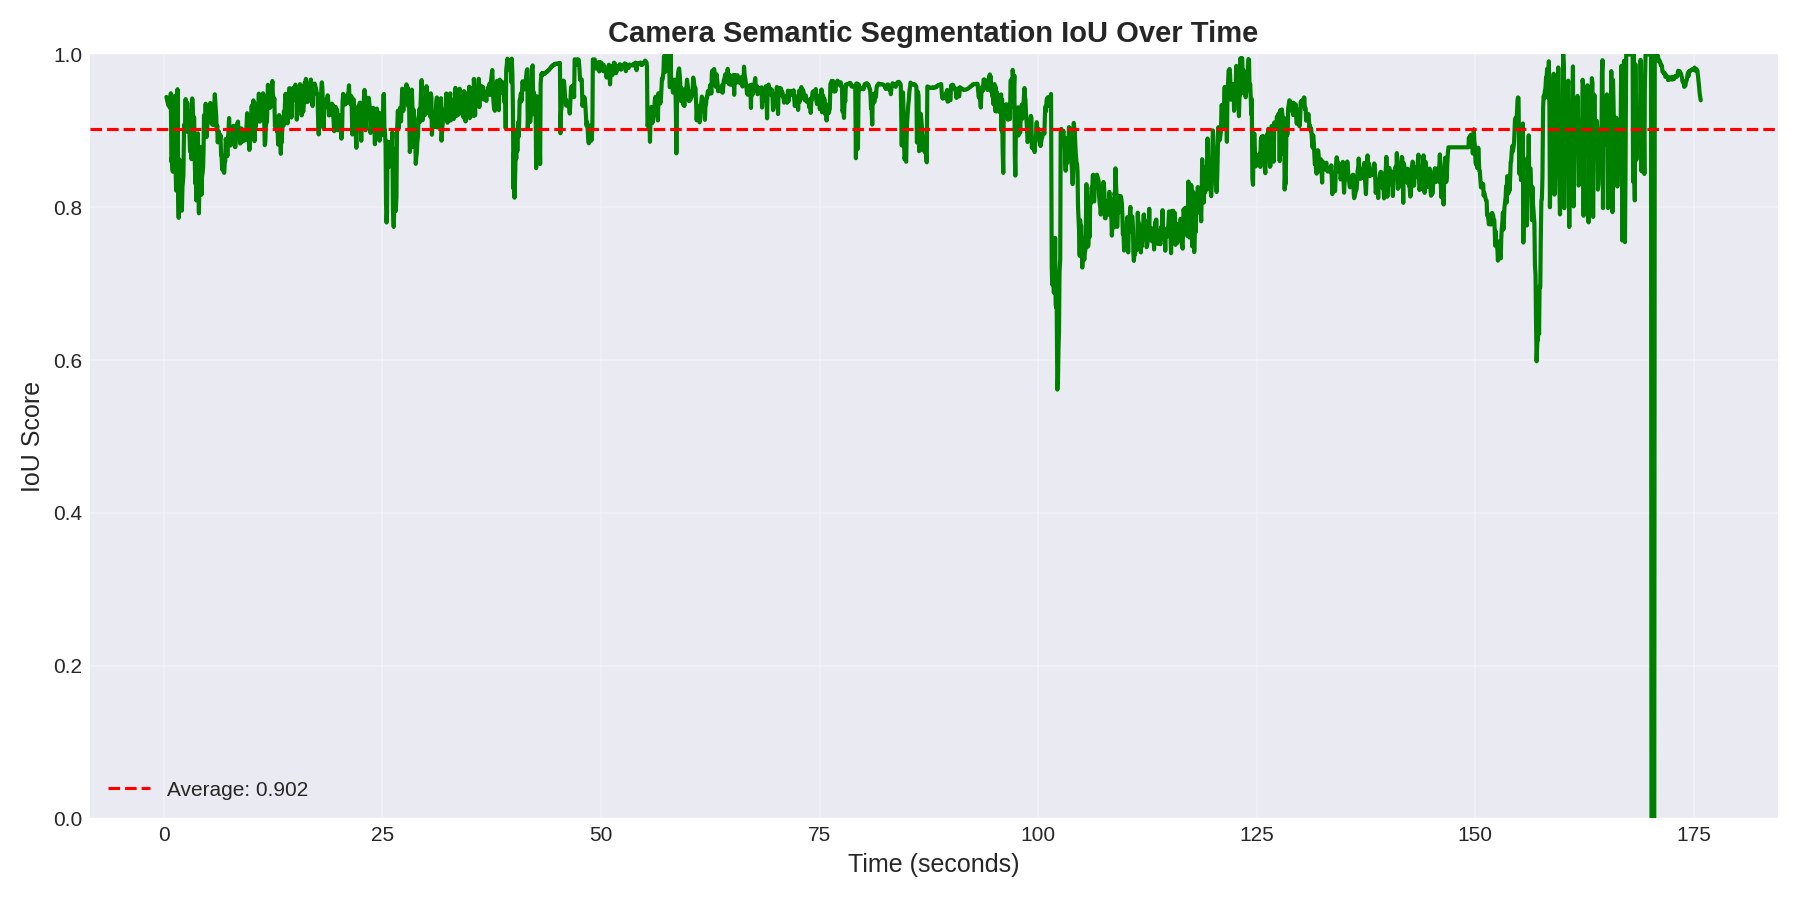 Camera Semantic Segmentation IoU Over Time
1.0
0.8
0.6
0.4
0.2
0.0
IoU Score
Average: 0.902
0 25 50 75 100 125 150 175
Time (seconds)